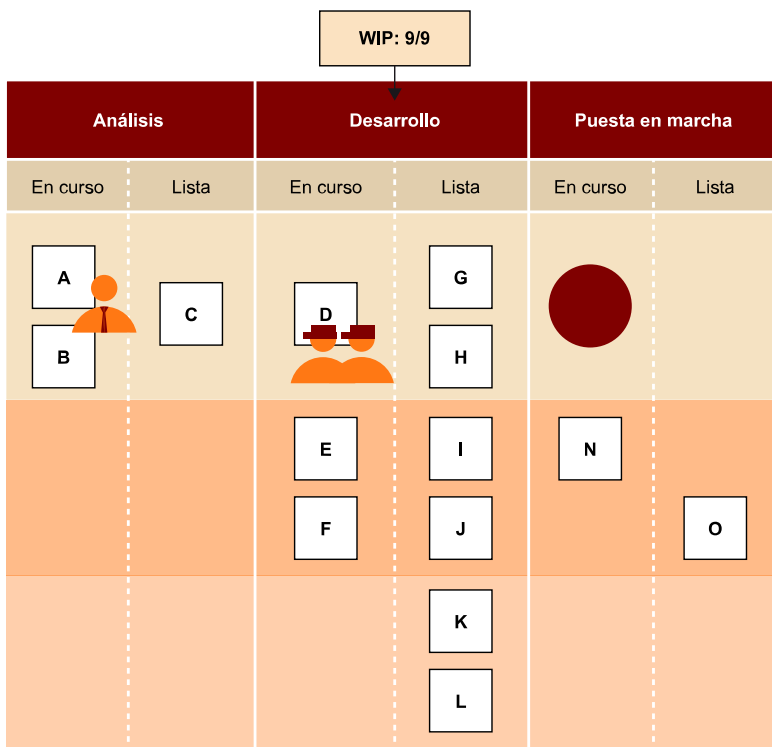 WIP: 9/9
Análisis
Desarrollo
Puesta en marcha
En curso
Lista
En curso
Lista
En curso
Lista
A
B
C
D
G
H
E
F
I
J
N
O
K
L